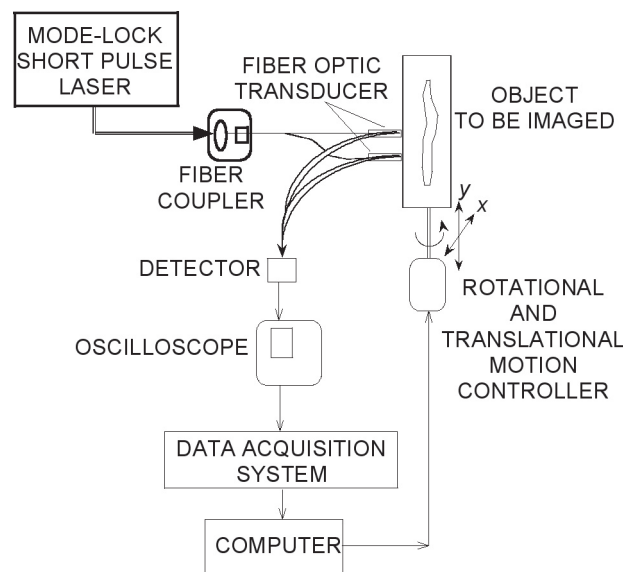 MODE-LOCK
SHORT PULSE
LASER
FIBER OPTIC
TRANSDUCER
OBJECT
TO BE IMAGED
FIBER
COUPLER
y
x
DETECTOR
ROTATIONAL
AND
TRANSLATIONAL
MOTION
CONTROLLER
OSCILLOSCOPE
DATA ACQUISITION
SYSTEM
COMPUTER